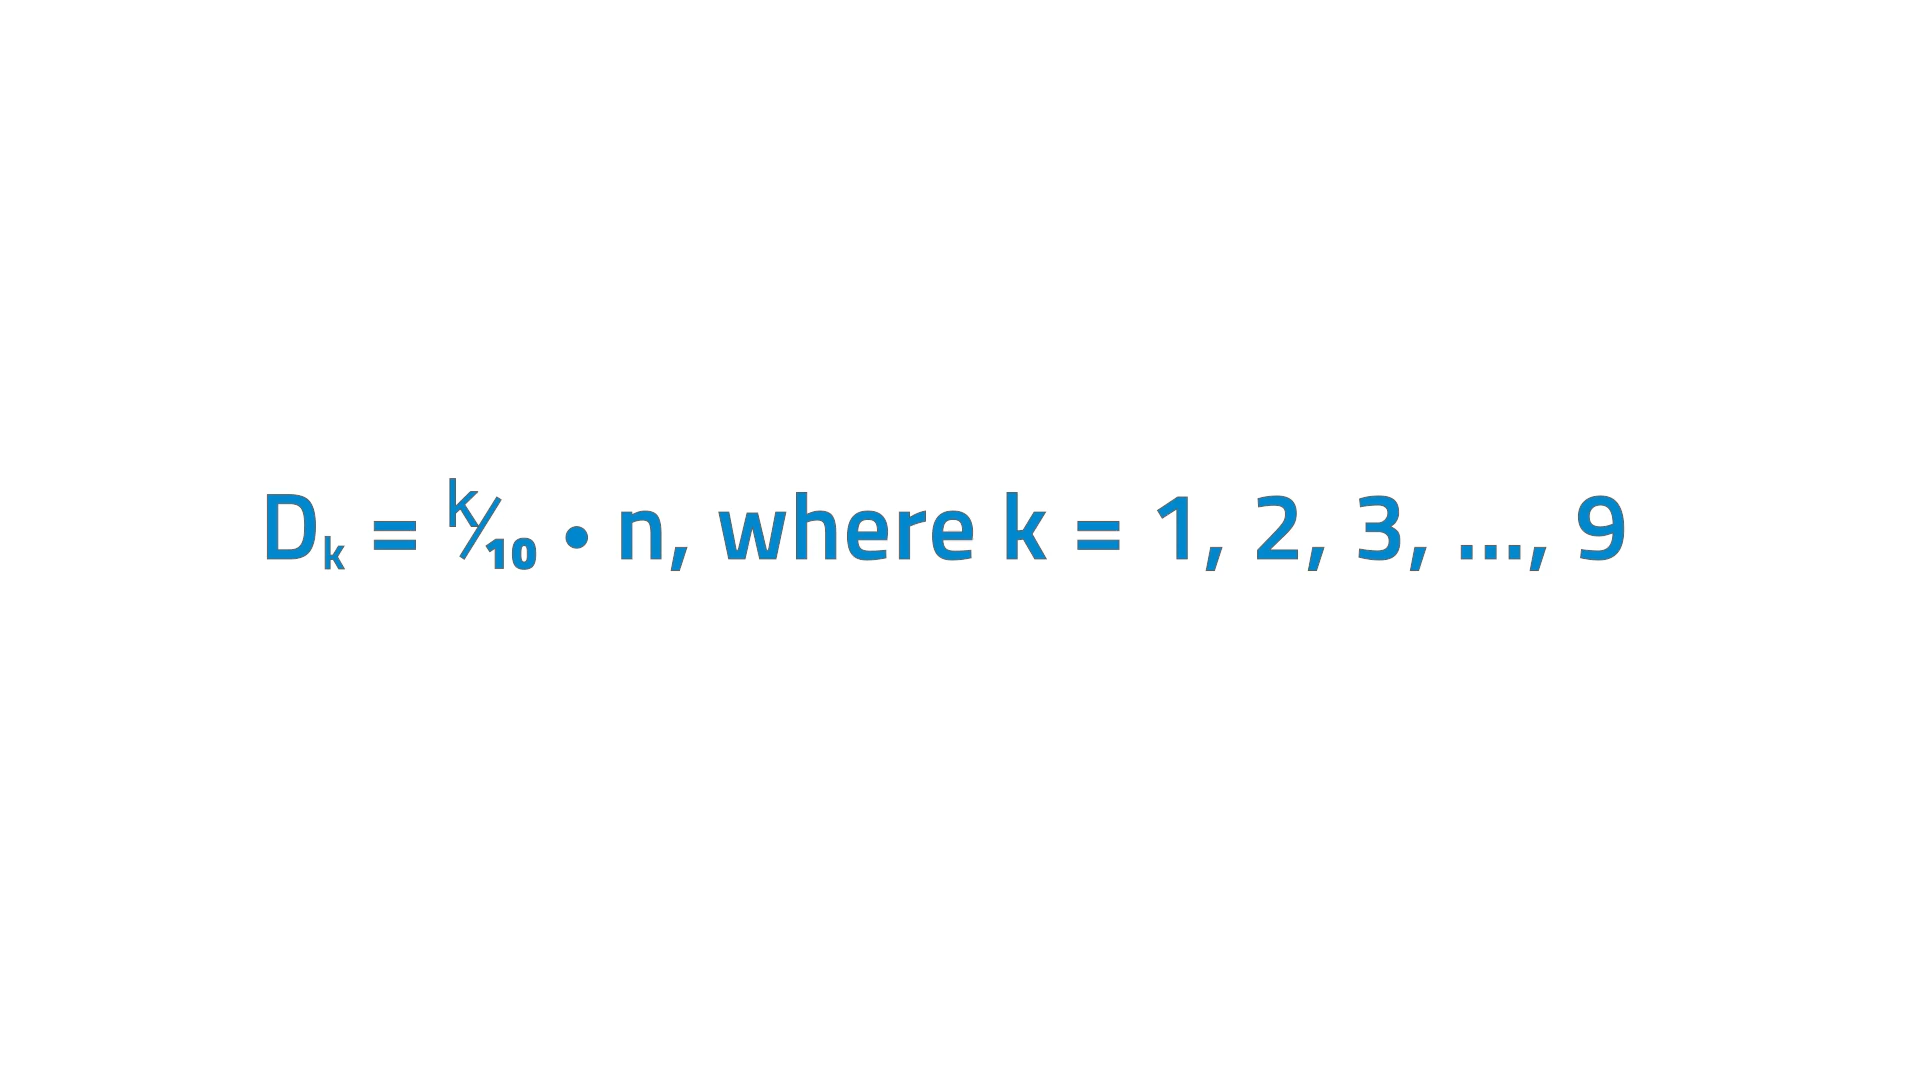 Dₖ = ᵏ⁄₁₀ • n, where k = 1, 2, 3, ..., 9